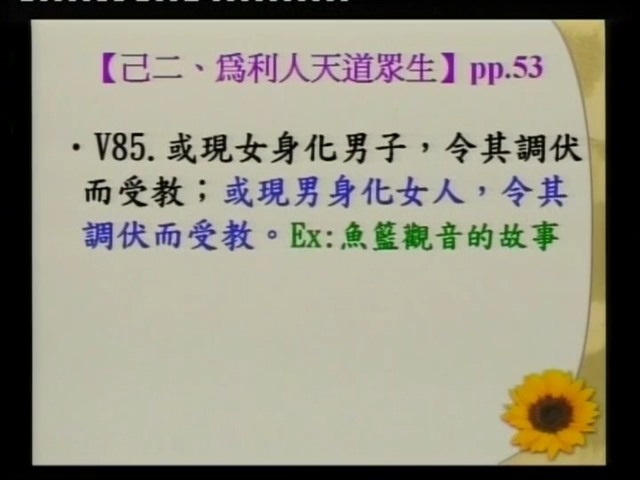 【己二、為利人天道眾生】pp.53
•V85.或現女身化男子，令其調伏
而受教；或現男身化女人，令其
調伏而受教。Ex:魚籃觀音的故事